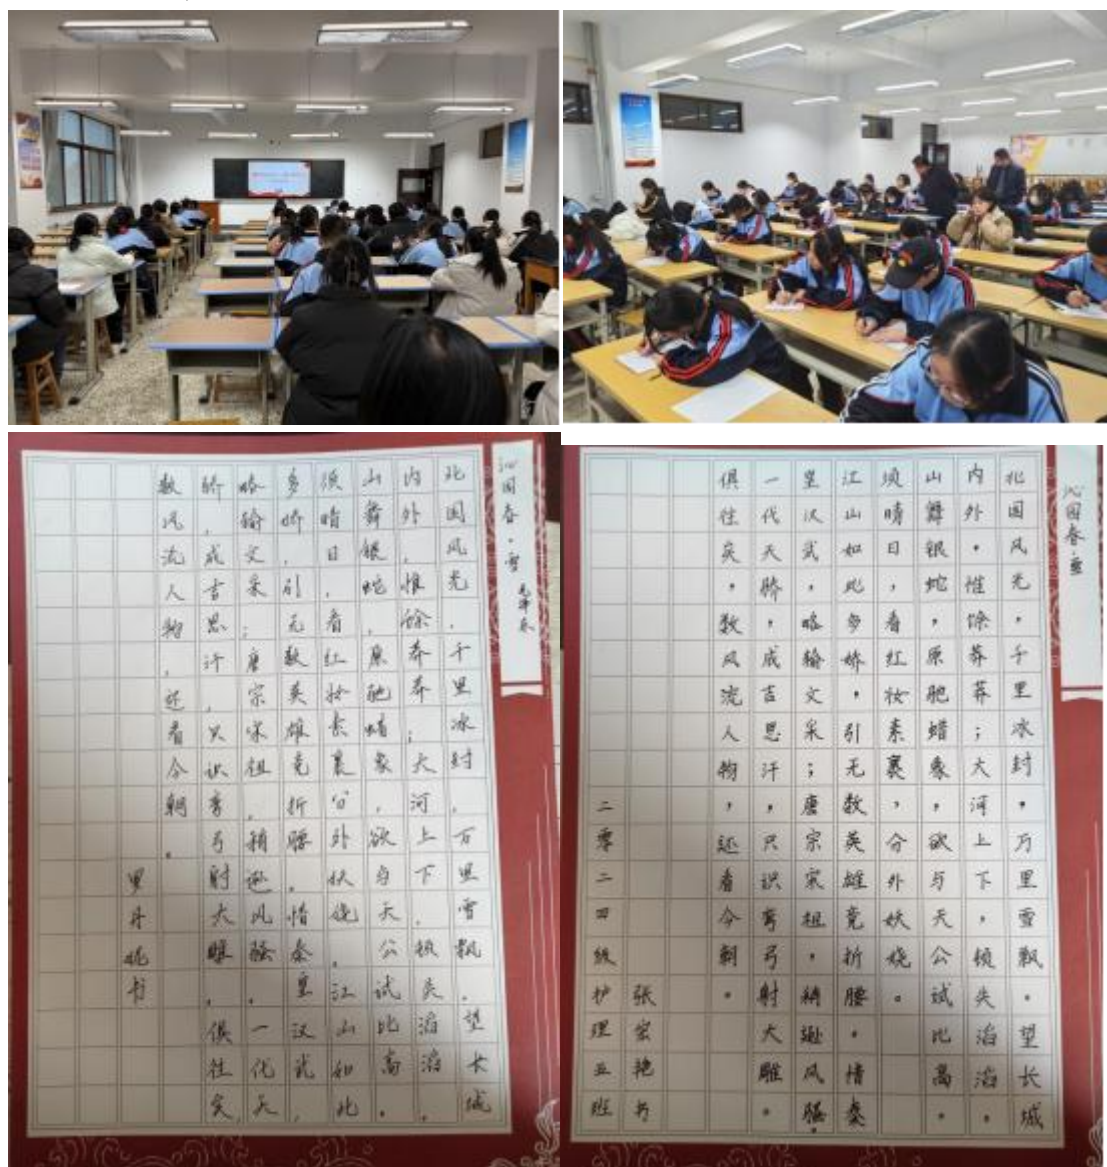 沁园春·雪 毛泽东
北国风光,千里冰封,万里雪飘。望长城
内外,惟馀莽莽;大河上下,顿失滔滔。
山舞银蛇,原驰蜡象,欲与天公试比高。
须晴日,看红妆素裹分外妖娆,江山如此
多娇,引无数英雄竞折腰。惜秦皇汉武,
略输文采;唐宗宋祖,稍逊风骚,一代天
骄,成吉思汗,只识弯弓射大雕,俱往矣,
数风流人物,还看今朝。
沁园春·雪
北国风光,千里冰封,万里雪飘。望长城
内外,惟馀莽莽;大河上下,顿失滔滔。
山舞银蛇,原驰蜡象,欲与天公试比高。
须晴日,看红妆素裹,分外妖娆。
江山如此多娇,引无数英雄竞折腰。惜秦
皇汉武,略输文采;唐宗宋祖,稍逊风骚。
一代天骄,成吉思汗,只识弯弓射大雕。
俱往矣,数风流人物,还看今朝。
张宏艳书
二零二四级护理五班